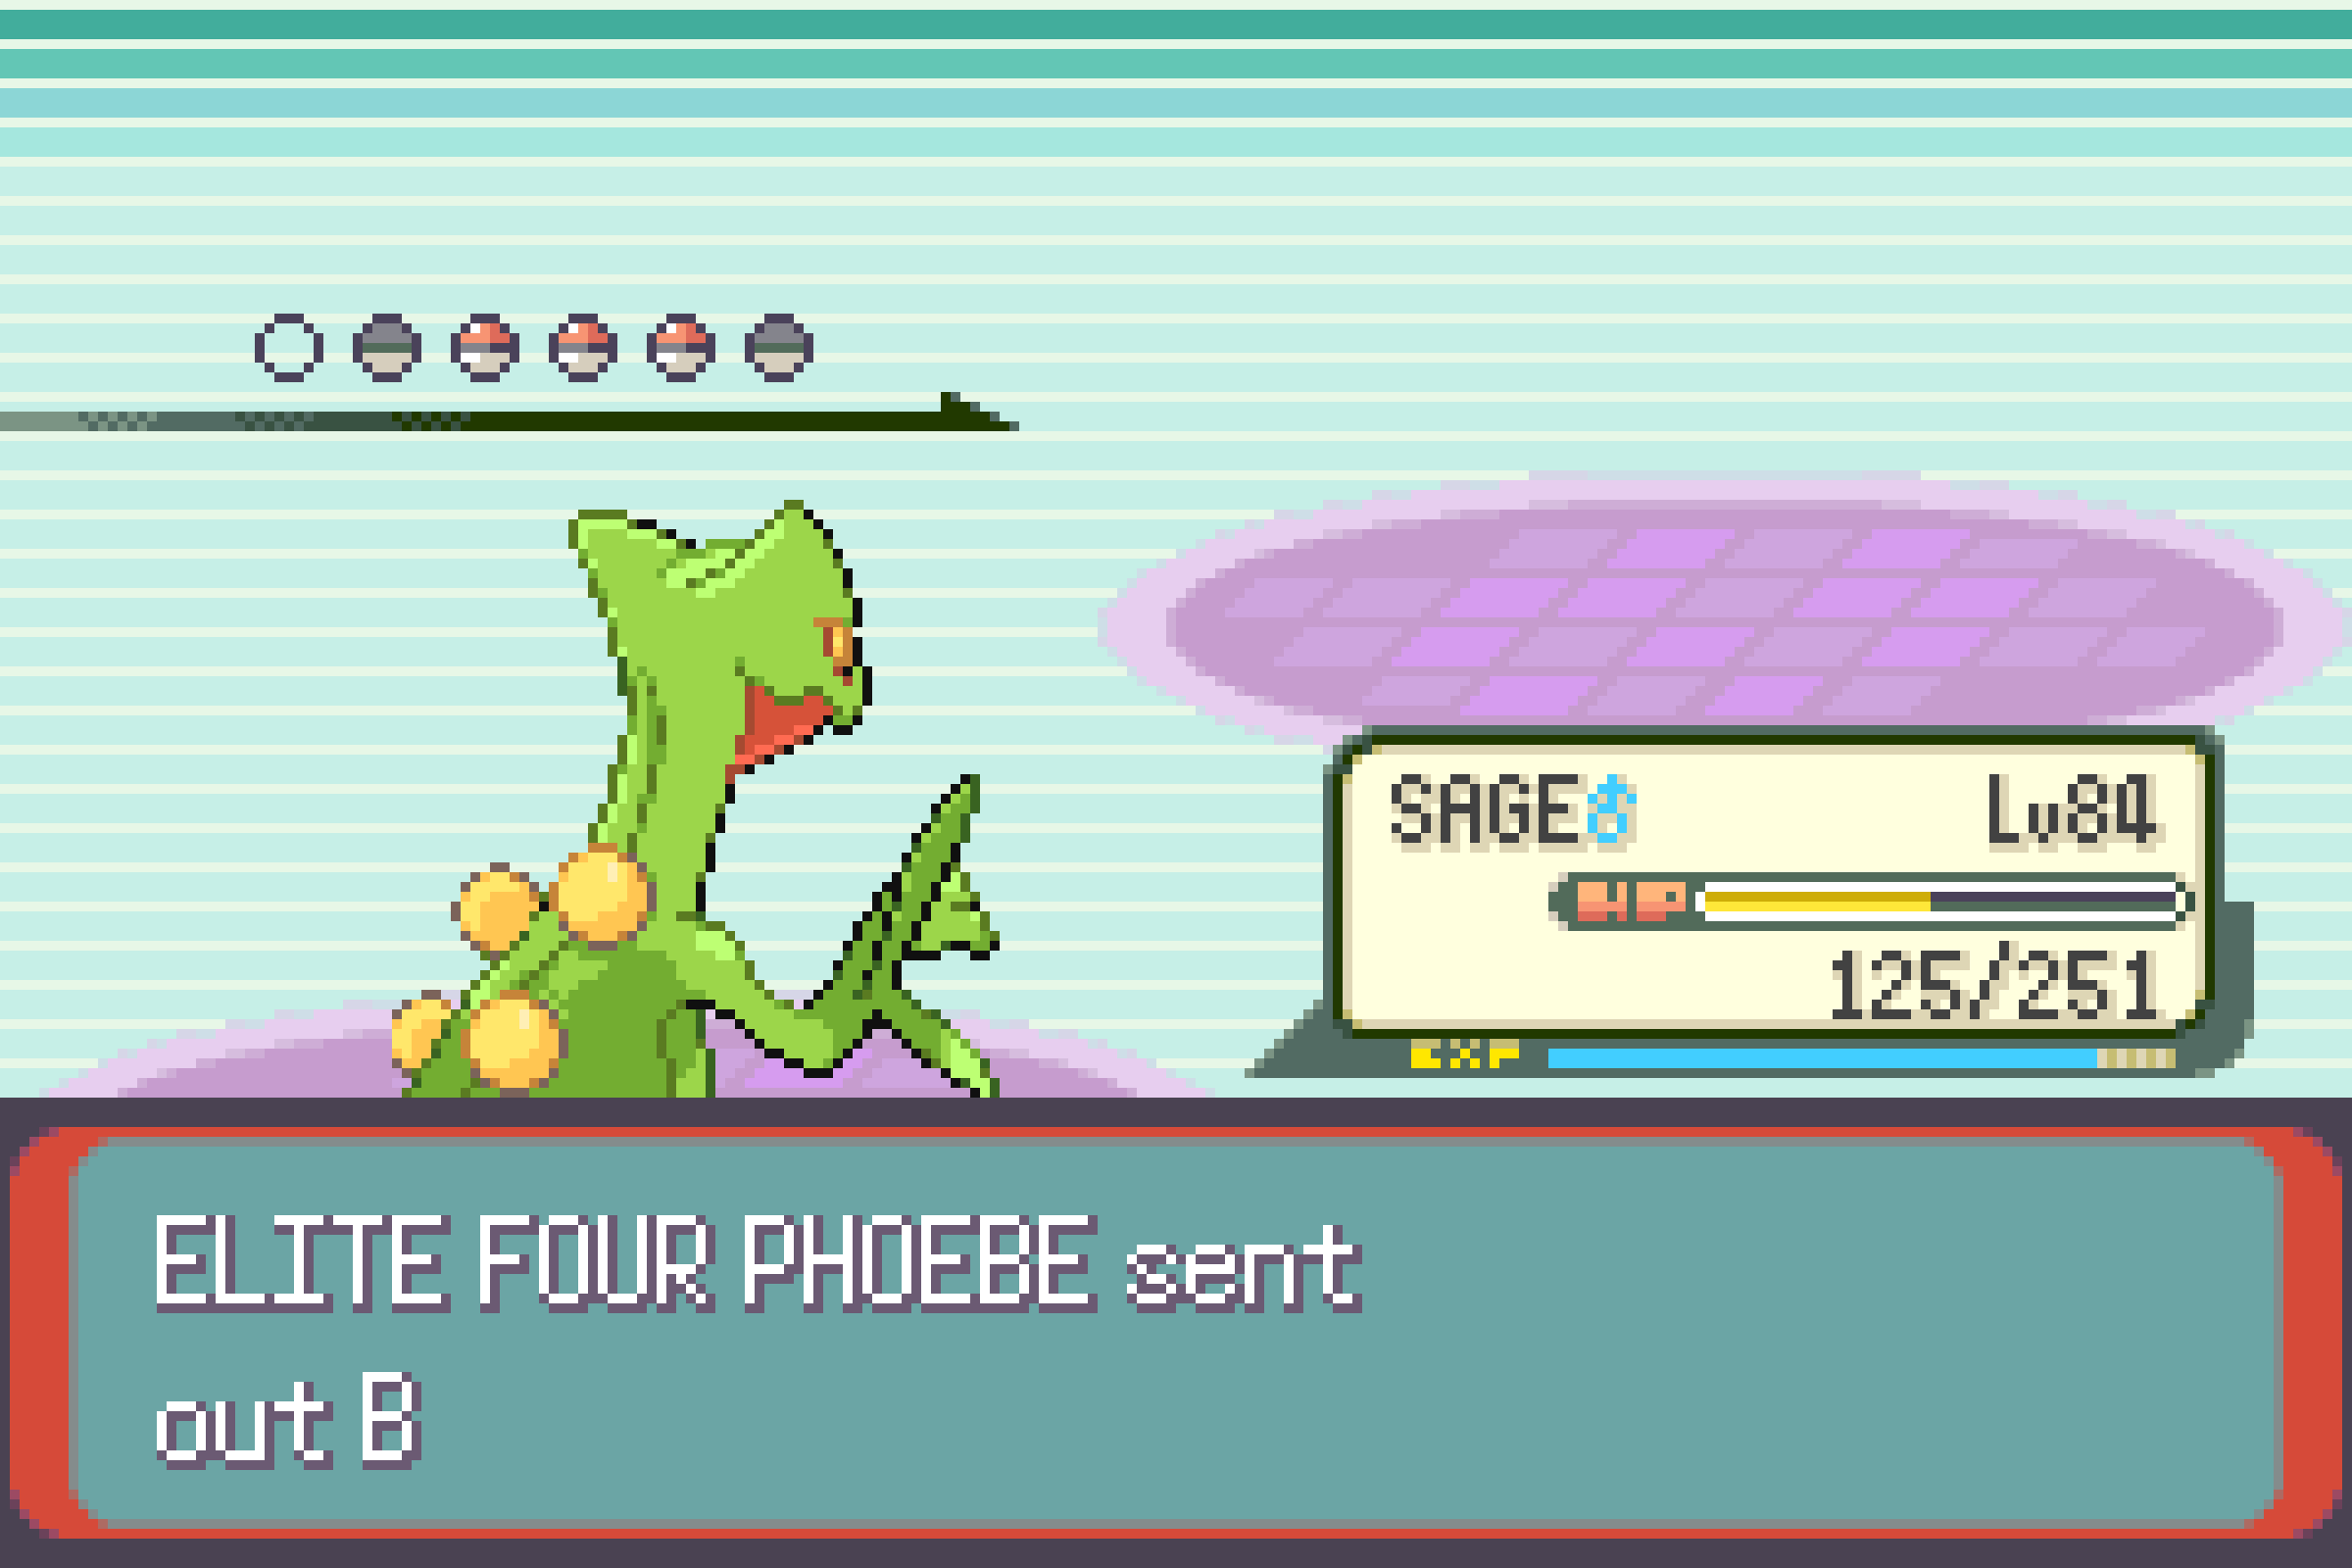 SAGE♂ Lv84
HP
125/251
EXP
ELITE FOUR PHOEBE sent
out B